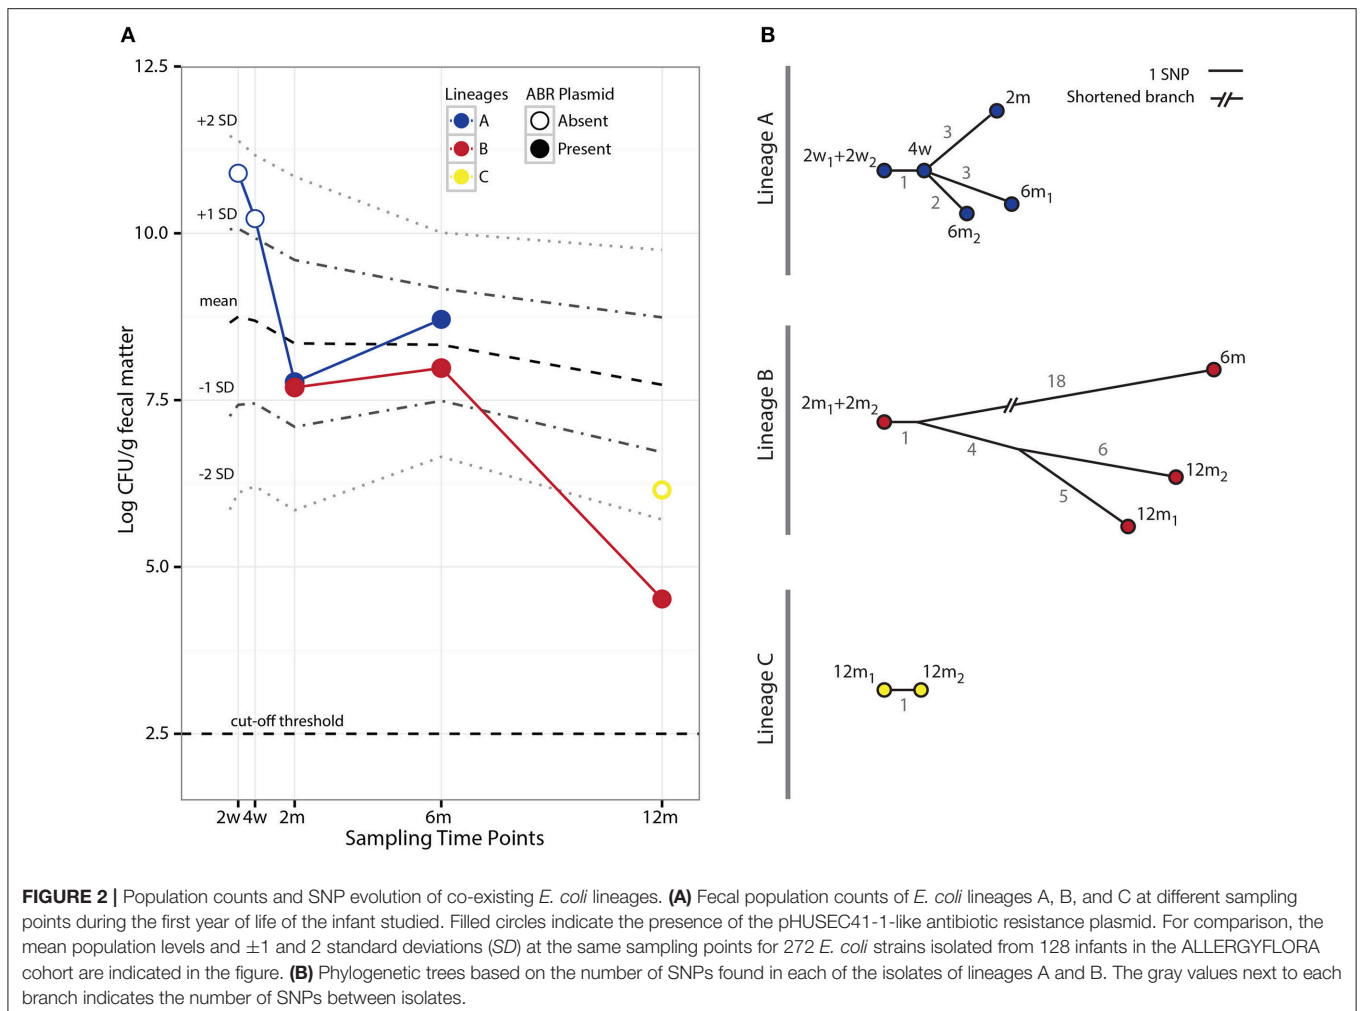 A
12.5
10.0
7.5
5.0
2.5
Log CFU/g fecal matter
+2 SD
+1 SD
mean
-1 SD
-2 SD
cut-off threshold
Lineages
A
B
C
ABR Plasmid
Absent
Present
2w 4w 2m 6m 12m
Sampling Time Points
B
1 SNP
Shortened branch
Lineage A
2w₁+2w₂
1
4w
3
2m
3
6m₁
2
6m₂
Lineage B
2m₁+2m₂
1
18
6m
4
6
12m₂
5
12m₁
Lineage C
12m₁
12m₂
1
FIGURE 2 | Population counts and SNP evolution of co-existing E. coli lineages. (A) Fecal population counts of E. coli lineages A, B, and C at different sampling
points during the first year of life of the infant studied. Filled circles indicate the presence of the pHUSEC41-1-like antibiotic resistance plasmid. For comparison, the
mean population levels and ±1 and 2 standard deviations (SD) at the same sampling points for 272 E. coli strains isolated from 128 infants in the ALLERGYFLORA
cohort are indicated in the figure. (B) Phylogenetic trees based on the number of SNPs found in each of the isolates of lineages A and B. The gray values next to each
branch indicates the number of SNPs between isolates.